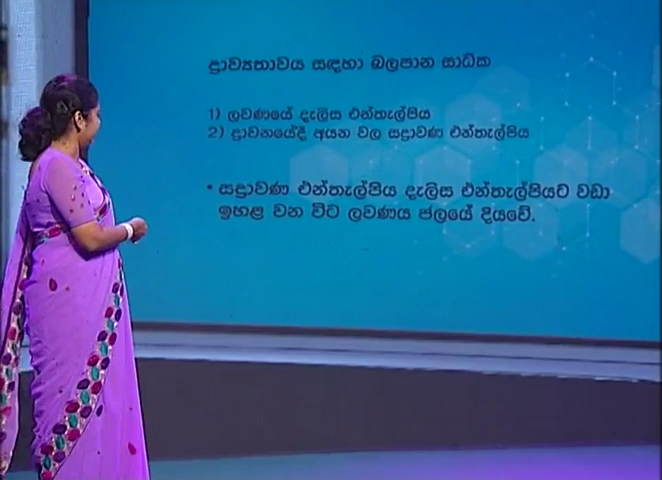 ද්‍රාව්‍යතාවය සඳහා බලපාන සාධක
1) ලවණයේ දැලිස එන්තැල්පිය
2) ද්‍රාවනයේදී අයන වල සද්‍රාවණ එන්තැල්පිය
• සද්‍රාවණ එන්තැල්පිය දැලිස එන්තැල්පියට වඩා
ඉහළ වන විට ලවණය ජලයේ දියවේ.